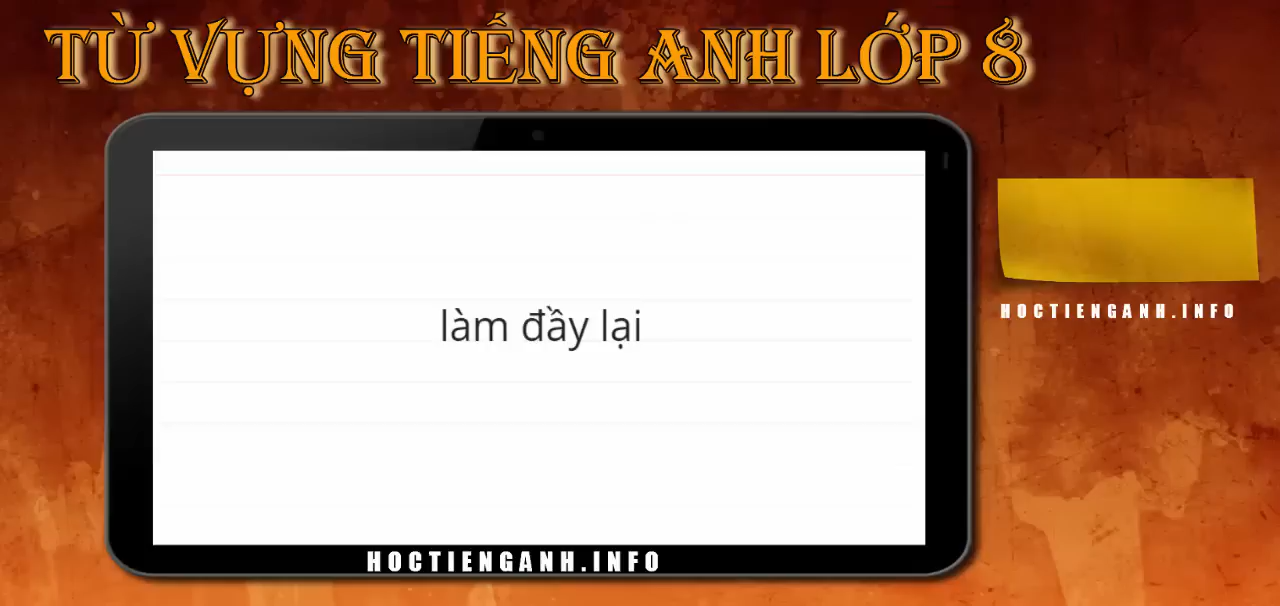 TỪ VỰNG TIẾNG ANH LỚP 8
làm đầy lại
HOCTIENGANH.INFO
HOCTIENGANH.INFO